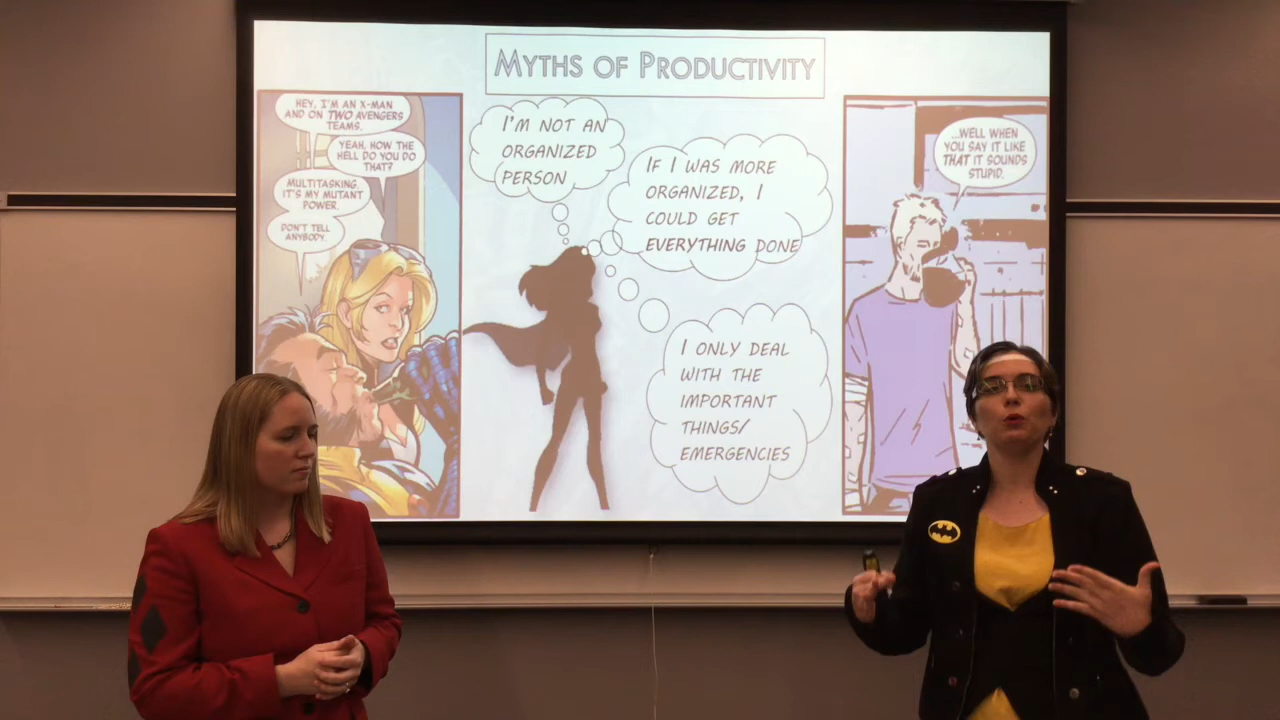 MYTHS OF PRODUCTIVITY
HEY, I'M AN X-MAN
AND ON TWO AVENGERS
TEAMS.
YEAH, HOW THE
HELL DO YOU DO
THAT?
MULTITASKING.
IT'S MY MUTANT
POWER.
DON'T TELL
ANYBODY.
I'M NOT AN
ORGANIZED
PERSON
IF I WAS MORE
ORGANIZED, I
COULD GET
EVERYTHING DONE
I ONLY DEAL
WITH THE
IMPORTANT
THINGS/
EMERGENCIES
...WELL WHEN
YOU SAY IT LIKE
THAT IT SOUNDS
STUPID.